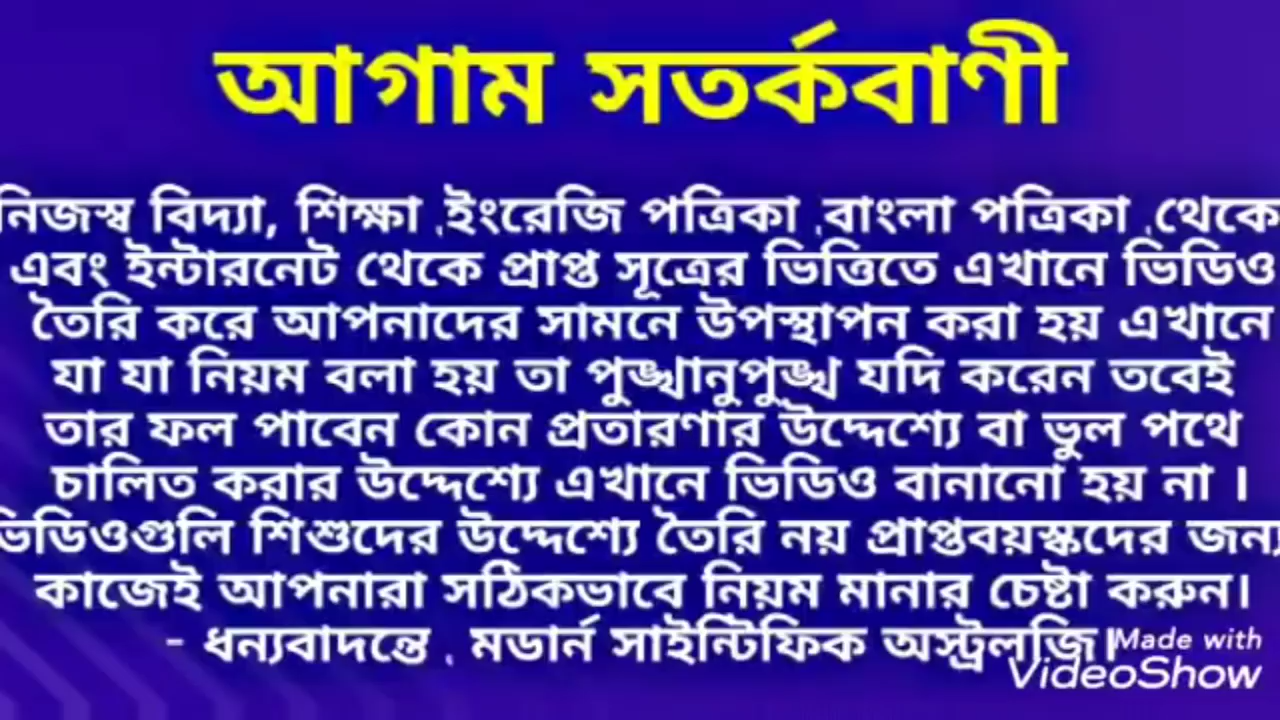 আগাম সতর্কবাণী
নিজস্ব বিদ্যা, শিক্ষা ,ইংরেজি পত্রিকা ,বাংলা পত্রিকা ,থেকে
এবং ইন্টারনেট থেকে প্রাপ্ত সূত্রের ভিত্তিতে এখানে ভিডিও
তৈরি করে আপনাদের সামনে উপস্থাপন করা হয় এখানে
যা যা নিয়ম বলা হয় তা পুঙ্খানুপুঙ্খ যদি করেন তবেই
তার ফল পাবেন কোন প্রতারণার উদ্দেশ্যে বা ভুল পথে
চালিত করার উদ্দেশ্যে এখানে ভিডিও বানানো হয় না ।
ভিডিওগুলি শিশুদের উদ্দেশ্যে তৈরি নয় প্রাপ্তবয়স্কদের জন্য
কাজেই আপনারা সঠিকভাবে নিয়ম মানার চেষ্টা করুন।
- ধন্যবাদন্তে , মডার্ন সাইন্টিফিক অস্ট্রলজি।
Made with
VideoShow